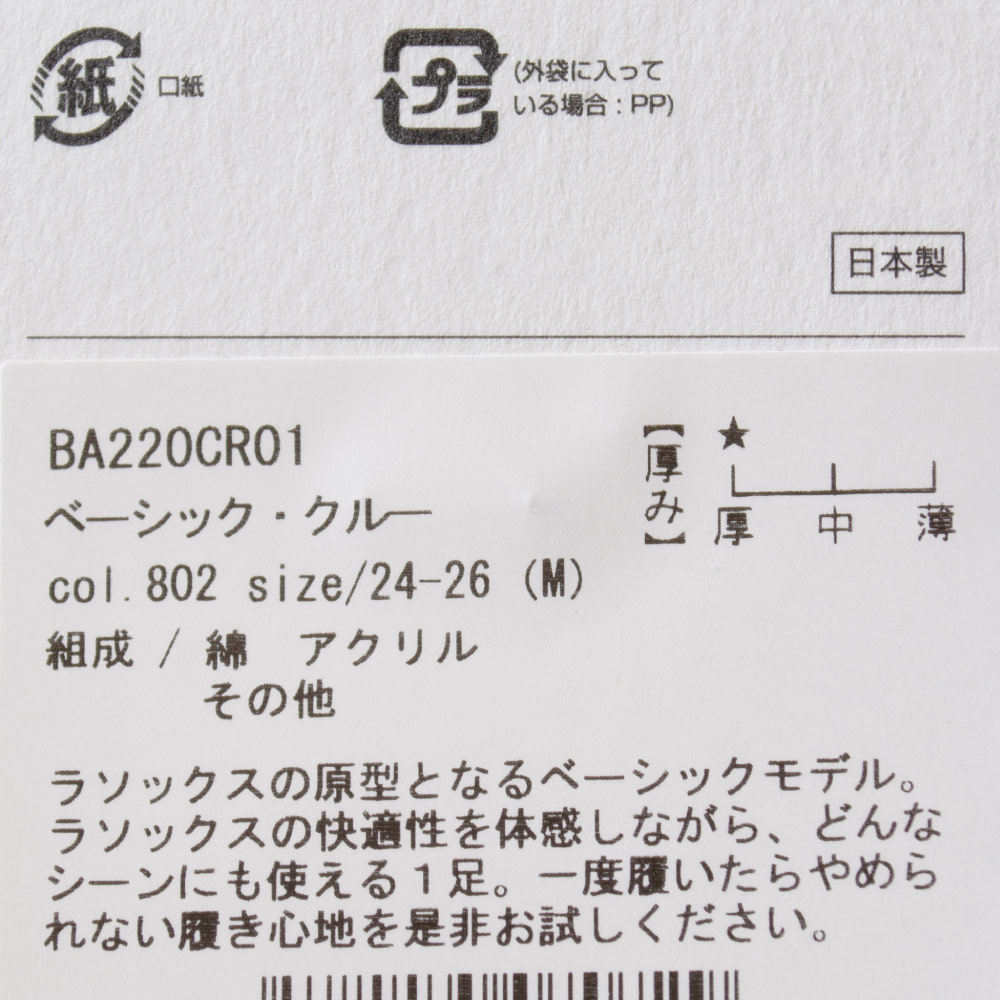 紙 口紙
プラ (外袋に入って
いる場合：PP)
日本製
BA220CR01
ベーシック・クルー
col.802 size/24-26 (M)
組成 / 綿　アクリル
その他
【厚み】
★
厚 中 薄
ラソックスの原型となるベーシックモデル。
ラソックスの快適性を体感しながら、どんな
シーンにも使える１足。一度履いたらやめら
れない履き心地を是非お試しください。